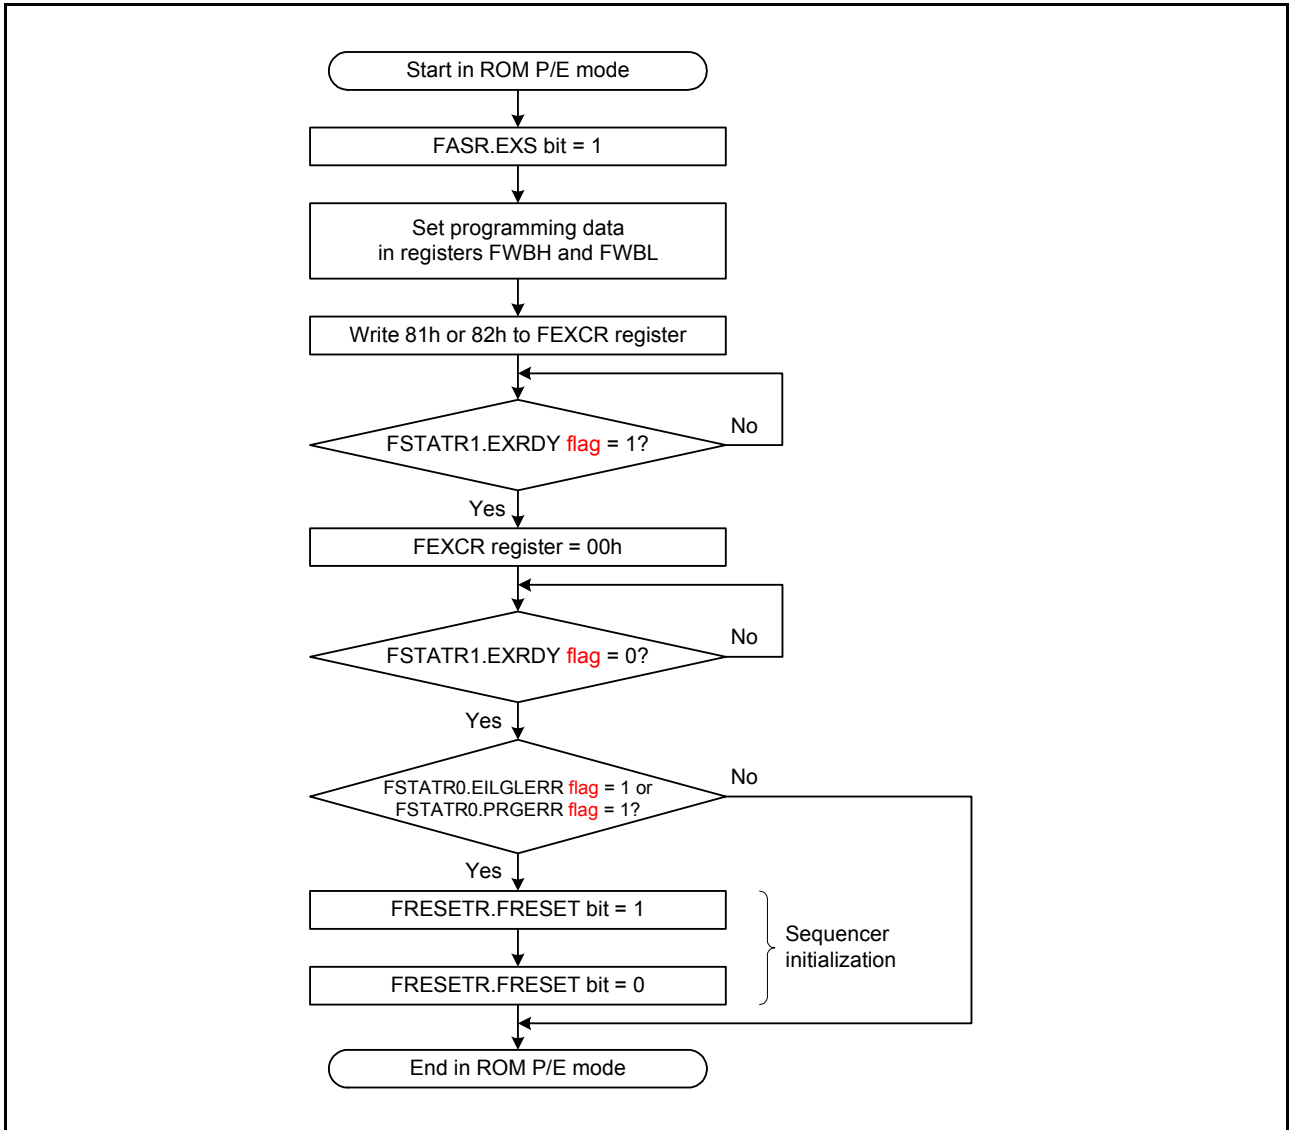 Start in ROM P/E mode
FASR.EXS bit = 1
Set programming data
in registers FWBH and FWBL
Write 81h or 82h to FEXCR register
No
FSTATR1.EXRDY flag = 1?
Yes
FEXCR register = 00h
No
FSTATR1.EXRDY flag = 0?
Yes
No
FSTATR0.EILGLERR flag = 1 or
FSTATR0.PRGERR flag = 1?
Yes
FRESETR.FRESET bit = 1
Sequencer
initialization
FRESETR.FRESET bit = 0
End in ROM P/E mode